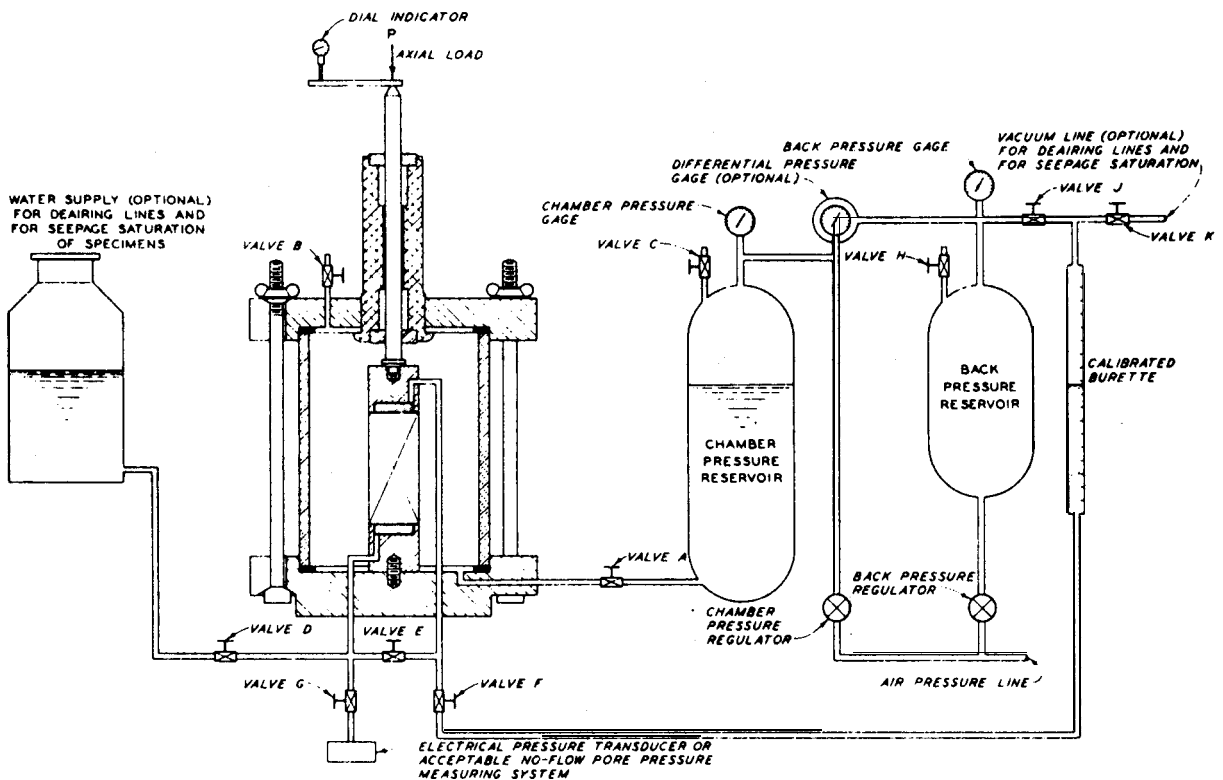 DIAL INDICATOR
P
AXIAL LOAD
WATER SUPPLY (OPTIONAL)
FOR DEAIRING LINES AND
FOR SEEPAGE SATURATION
OF SPECIMENS
VALVE B
CHAMBER PRESSURE
GAGE
VALVE C
DIFFERENTIAL PRESSURE
GAGE (OPTIONAL)
BACK PRESSURE GAGE
VACUUM LINE (OPTIONAL)
FOR DEAIRING LINES AND
FOR SEEPAGE SATURATION
VALVE J
VALVE K
VALVE H
CHAMBER
PRESSURE
RESERVOIR
BACK
PRESSURE
RESERVOIR
CALIBRATED
BURETTE
VALVE A
CHAMBER
PRESSURE
REGULATOR
BACK PRESSURE
REGULATOR
AIR PRESSURE LINE
VALVE D
VALVE E
VALVE G
VALVE F
ELECTRICAL PRESSURE TRANSDUCER OR
ACCEPTABLE NO-FLOW PORE PRESSURE
MEASURING SYSTEM